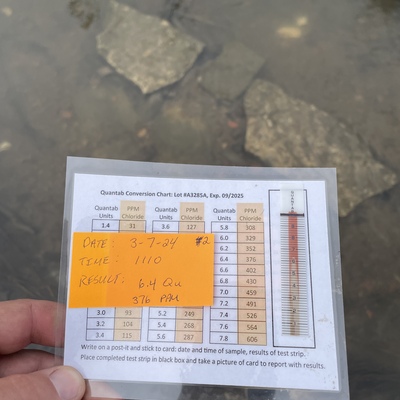 Quantab Conversion Chart: Lot #A3285A, Exp. 09/2025
Quantab Units PPM Chloride Quantab Units PPM Chloride Quantab Units PPM Chloride
1.4 31 3.6 127 5.8 308
6.0 329
6.2 352
6.4 376
6.6 402
6.8 430
7.0 459
7.2 491
3.0 93 5.2 249 7.4 526
3.2 104 5.4 268 7.6 564
3.4 115 5.6 287 7.8 606
DATE: 3-7-24 #2
TIME: 1110
RESULT: 6.4 Qu
376 PPM
Write on a post-it and stick to card: date and time of sample, results of test strip.
Place completed test strip in black box and take a picture of card to report with results.